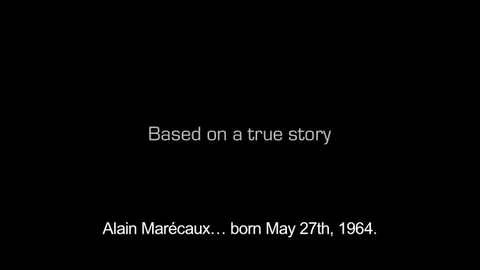 Based on a true story
Alain Marécaux… born May 27th, 1964.